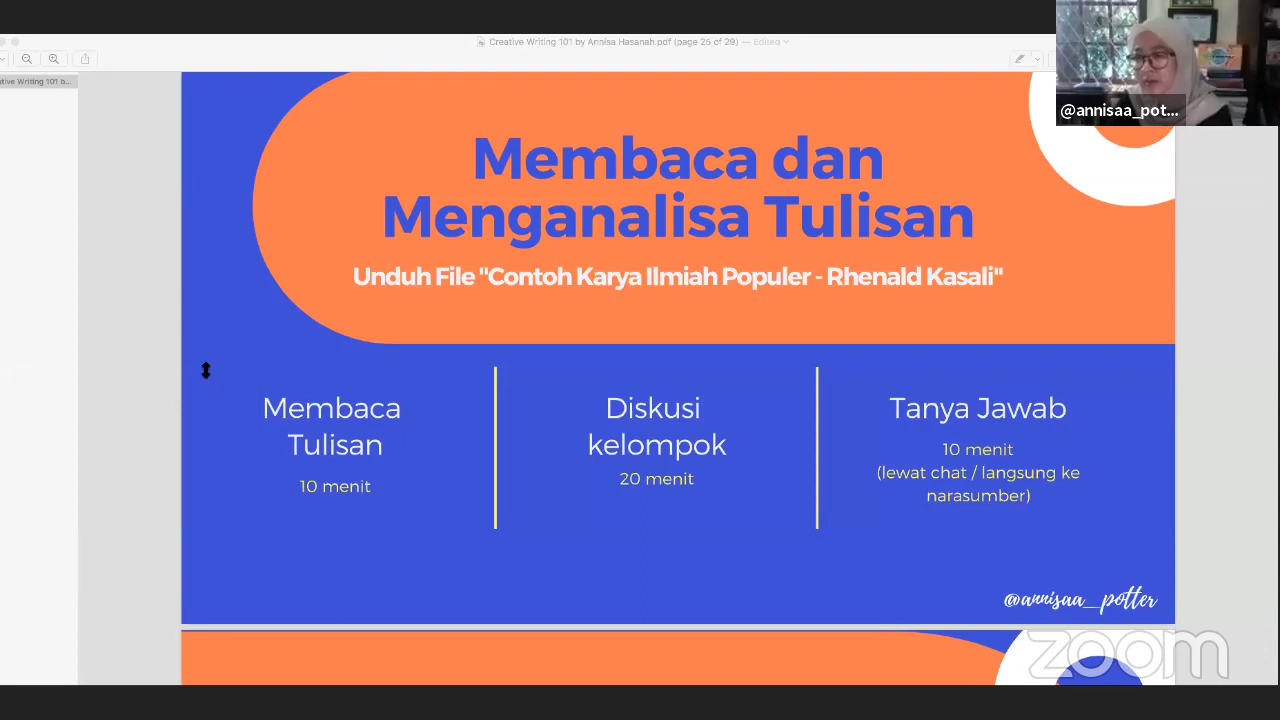 Creative Writing 101 by Annisa Hasanah.pdf (page 25 of 29) — Edited
@annisaa_pot...
Membaca dan
Menganalisa Tulisan
Unduh File "Contoh Karya Ilmiah Populer - Rhenald Kasali"
Membaca
Tulisan
10 menit
Diskusi
kelompok
20 menit
Tanya Jawab
10 menit
(lewat chat / langsung ke
narasumber)
@annisaa_potter
zoom